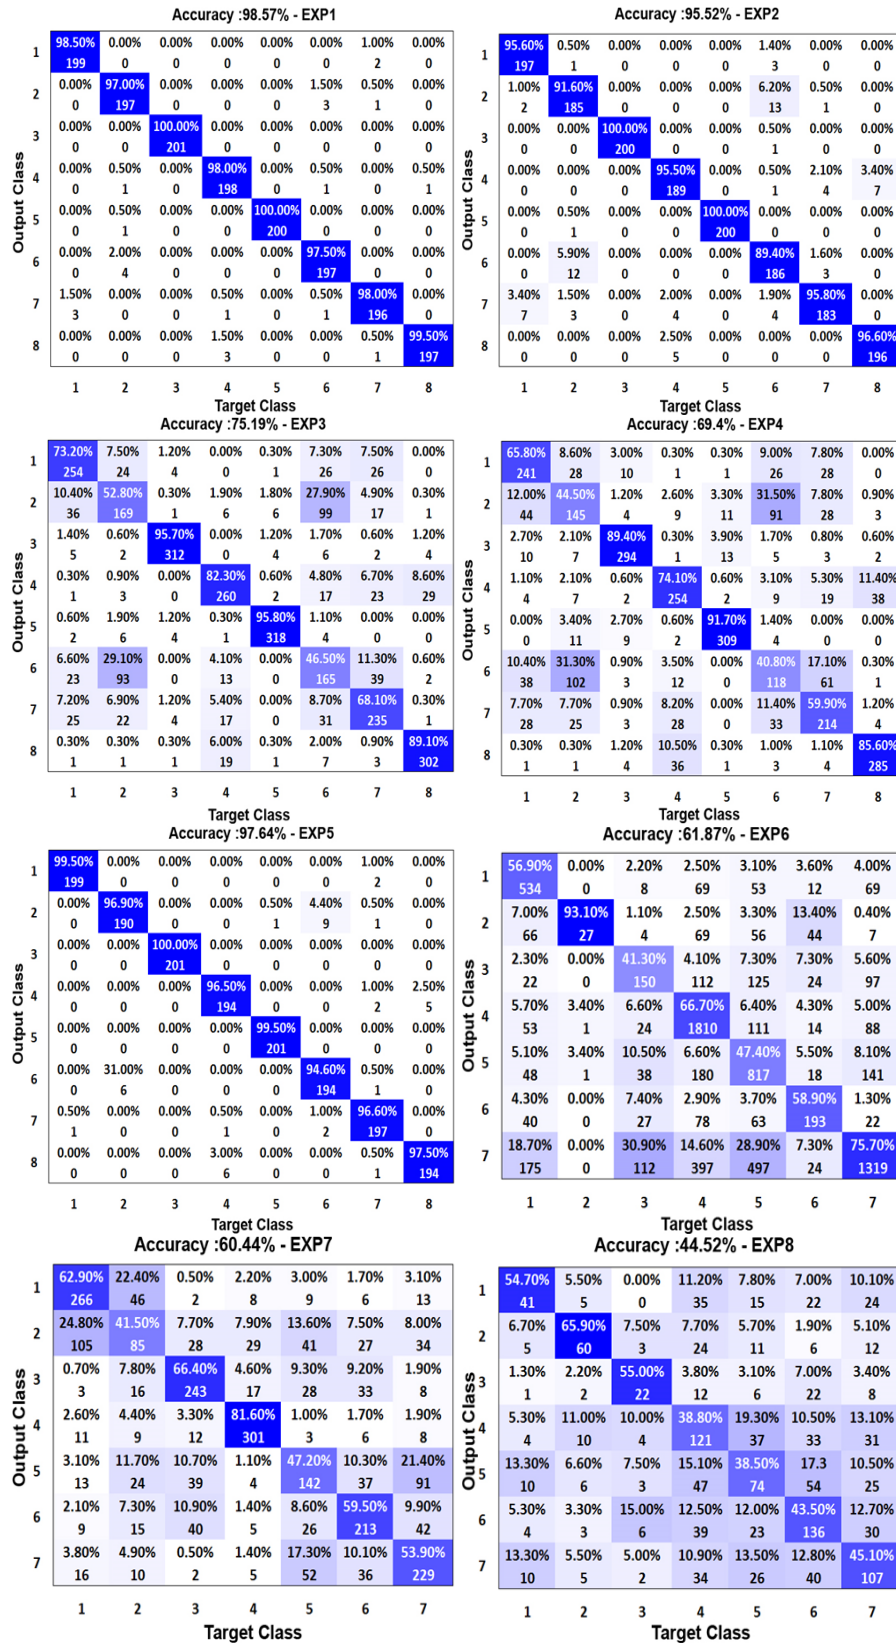 Accuracy :98.57% - EXP1
Output Class
1 98.50% 0.00% 0.00% 0.00% 0.00% 0.00% 1.00% 0.00%
199 0 0 0 0 0 2 0
2 0.00% 97.00% 0.00% 0.00% 0.00% 1.50% 0.50% 0.00%
0 197 0 0 0 3 1 0
3 0.00% 0.00% 100.00% 0.00% 0.00% 0.00% 0.00% 0.00%
0 0 201 0 0 0 0 0
4 0.00% 0.50% 0.00% 98.00% 0.00% 0.50% 0.00% 0.50%
0 1 0 198 0 1 0 1
5 0.00% 0.50% 0.00% 0.00% 100.00% 0.00% 0.00% 0.00%
0 1 0 0 200 0 0 0
6 0.00% 2.00% 0.00% 0.00% 0.00% 97.50% 0.00% 0.00%
0 4 0 0 0 197 0 0
7 1.50% 0.00% 0.00% 0.50% 0.00% 0.50% 98.00% 0.00%
3 0 0 1 0 1 196 0
8 0.00% 0.00% 0.00% 1.50% 0.00% 0.00% 0.50% 99.50%
0 0 0 3 0 0 1 197
1 2 3 4 5 6 7 8
Target Class
Accuracy :95.52% - EXP2
Output Class
1 95.60% 0.50% 0.00% 0.00% 0.00% 1.40% 0.00% 0.00%
197 1 0 0 0 3 0 0
2 1.00% 91.60% 0.00% 0.00% 0.00% 6.20% 0.50% 0.00%
2 185 0 0 0 13 1 0
3 0.00% 0.00% 100.00% 0.00% 0.00% 0.50% 0.00% 0.00%
0 0 200 0 0 1 0 0
4 0.00% 0.00% 0.00% 95.50% 0.00% 0.50% 2.10% 3.40%
0 0 0 189 0 1 4 7
5 0.00% 0.50% 0.00% 0.00% 100.00% 0.00% 0.00% 0.00%
0 1 0 0 200 0 0 0
6 0.00% 5.90% 0.00% 0.00% 0.00% 89.40% 1.60% 0.00%
0 12 0 0 0 186 3 0
7 3.40% 1.50% 0.00% 2.00% 0.00% 1.90% 95.80% 0.00%
7 3 0 4 0 4 183 0
8 0.00% 0.00% 0.00% 2.50% 0.00% 0.00% 0.00% 96.60%
0 0 0 5 0 0 0 196
1 2 3 4 5 6 7 8
Target Class
Accuracy :75.19% - EXP3
Output Class
1 73.20% 7.50% 1.20% 0.00% 0.30% 7.30% 7.50% 0.00%
254 24 4 0 1 26 26 0
2 10.40% 52.80% 0.30% 1.90% 1.80% 27.90% 4.90% 0.30%
36 169 1 6 6 99 17 1
3 1.40% 0.60% 95.70% 0.00% 1.20% 1.70% 0.60% 1.20%
5 2 312 0 4 6 2 4
4 0.30% 0.90% 0.00% 82.30% 0.60% 4.80% 6.70% 8.60%
1 3 0 260 2 17 23 29
5 0.60% 1.90% 1.20% 0.30% 95.80% 1.10% 0.00% 0.00%
2 6 4 1 318 4 0 0
6 6.60% 29.10% 0.00% 4.10% 0.00% 46.50% 11.30% 0.60%
23 93 0 13 0 165 39 2
7 7.20% 6.90% 1.20% 5.40% 0.00% 8.70% 68.10% 0.30%
25 22 4 17 0 31 235 1
8 0.30% 0.30% 0.30% 6.00% 0.30% 2.00% 0.90% 89.10%
1 1 1 19 1 7 3 302
1 2 3 4 5 6 7 8
Target Class
Accuracy :69.4% - EXP4
Output Class
1 65.80% 8.60% 3.00% 0.30% 0.30% 9.00% 7.80% 0.00%
241 28 10 1 1 26 28 0
2 12.00% 44.50% 1.20% 2.60% 3.30% 31.50% 7.80% 0.90%
44 145 4 9 11 91 28 3
3 2.70% 2.10% 89.40% 0.30% 3.90% 1.70% 0.80% 0.60%
10 7 294 1 13 5 3 2
4 1.10% 2.10% 0.60% 74.10% 0.60% 3.10% 5.30% 11.40%
4 7 2 254 2 9 19 38
5 0.00% 3.40% 2.70% 0.60% 91.70% 1.40% 0.00% 0.00%
0 11 9 2 309 4 0 0
6 10.40% 31.30% 0.90% 3.50% 0.00% 40.80% 17.10% 0.30%
38 102 3 12 0 118 61 1
7 7.70% 7.70% 0.90% 8.20% 0.00% 11.40% 59.90% 1.20%
28 25 3 28 0 33 214 4
8 0.30% 0.30% 1.20% 10.50% 0.30% 1.00% 1.10% 85.60%
1 1 4 36 1 3 4 285
1 2 3 4 5 6 7 8
Target Class
Accuracy :97.64% - EXP5
Output Class
1 99.50% 0.00% 0.00% 0.00% 0.00% 0.00% 1.00% 0.00%
199 0 0 0 0 0 2 0
2 0.00% 96.90% 0.00% 0.00% 0.50% 4.40% 0.50% 0.00%
0 190 0 0 1 9 1 0
3 0.00% 0.00% 100.00% 0.00% 0.00% 0.00% 0.00% 0.00%
0 0 201 0 0 0 0 0
4 0.00% 0.00% 0.00% 96.50% 0.00% 0.00% 1.00% 2.50%
0 0 0 194 0 0 2 5
5 0.00% 0.00% 0.00% 0.00% 99.50% 0.00% 0.00% 0.00%
0 0 0 0 201 0 0 0
6 0.00% 31.00% 0.00% 0.00% 0.00% 94.60% 0.50% 0.00%
0 6 0 0 0 194 1 0
7 0.50% 0.00% 0.00% 0.50% 0.00% 1.00% 96.60% 0.00%
1 0 0 1 0 2 197 0
8 0.00% 0.00% 0.00% 3.00% 0.00% 0.00% 0.50% 97.50%
0 0 0 6 0 0 1 194
1 2 3 4 5 6 7 8
Target Class
Accuracy :61.87% - EXP6
Output Class
1 56.90% 0.00% 2.20% 2.50% 3.10% 3.60% 4.00%
534 0 8 69 53 12 69
2 7.00% 93.10% 1.10% 2.50% 3.30% 13.40% 0.40%
66 27 4 69 56 44 7
3 2.30% 0.00% 41.30% 4.10% 7.30% 7.30% 5.60%
22 0 150 112 125 24 97
4 5.70% 3.40% 6.60% 66.70% 6.40% 4.30% 5.00%
53 1 24 1810 111 14 88
5 5.10% 3.40% 10.50% 6.60% 47.40% 5.50% 8.10%
48 1 38 180 817 18 141
6 4.30% 0.00% 7.40% 2.90% 3.70% 58.90% 1.30%
40 0 27 78 63 193 22
7 18.70% 0.00% 30.90% 14.60% 28.90% 7.30% 75.70%
175 0 112 397 497 24 1319
1 2 3 4 5 6 7
Target Class
Accuracy :60.44% - EXP7
Output Class
1 62.90% 22.40% 0.50% 2.20% 3.00% 1.70% 3.10%
266 46 2 8 9 6 13
2 24.80% 41.50% 7.70% 7.90% 13.60% 7.50% 8.00%
105 85 28 29 41 27 34
3 0.70% 7.80% 66.40% 4.60% 9.30% 9.20% 1.90%
3 16 243 17 28 33 8
4 2.60% 4.40% 3.30% 81.60% 1.00% 1.70% 1.90%
11 9 12 301 3 6 8
5 3.10% 11.70% 10.70% 1.10% 47.20% 10.30% 21.40%
13 24 39 4 142 37 91
6 2.10% 7.30% 10.90% 1.40% 8.60% 59.50% 9.90%
9 15 40 5 26 213 42
7 3.80% 4.90% 0.50% 1.40% 17.30% 10.10% 53.90%
16 10 2 5 52 36 229
1 2 3 4 5 6 7
Target Class
Accuracy :44.52% - EXP8
Output Class
1 54.70% 5.50% 0.00% 11.20% 7.80% 7.00% 10.10%
41 5 0 35 15 22 24
2 6.70% 65.90% 7.50% 7.70% 5.70% 1.90% 5.10%
5 60 3 24 11 6 12
3 1.30% 2.20% 55.00% 3.80% 3.10% 7.00% 3.40%
1 2 22 12 6 22 8
4 5.30% 11.00% 10.00% 38.80% 19.30% 10.50% 13.10%
4 10 4 121 37 33 31
5 13.30% 6.60% 7.50% 15.10% 38.50% 17.3 10.50%
10 6 3 47 74 54 25
6 5.30% 3.30% 15.00% 12.50% 12.00% 43.50% 12.70%
4 3 6 39 23 136 30
7 13.30% 5.50% 5.00% 10.90% 13.50% 12.80% 45.10%
10 5 2 34 26 40 107
1 2 3 4 5 6 7
Target Class